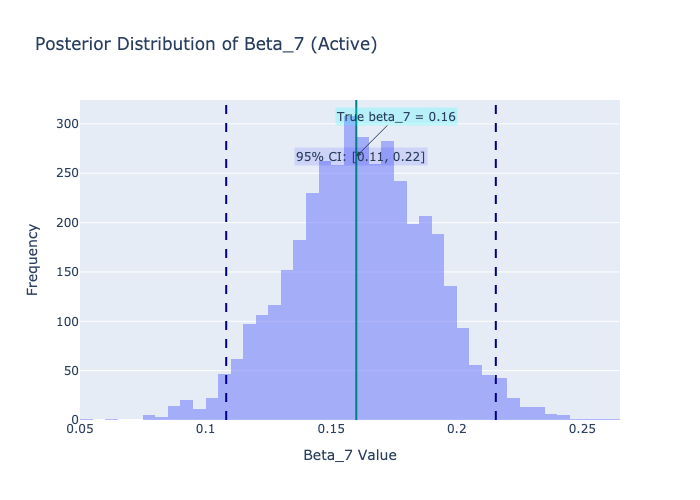 Posterior Distribution of Beta_7 (Active)
True beta_7 = 0.16
95% CI: [0.11, 0.22]
Frequency
300
250
200
150
100
50
0
0.05
0.1
0.15
0.2
0.25
Beta_7 Value